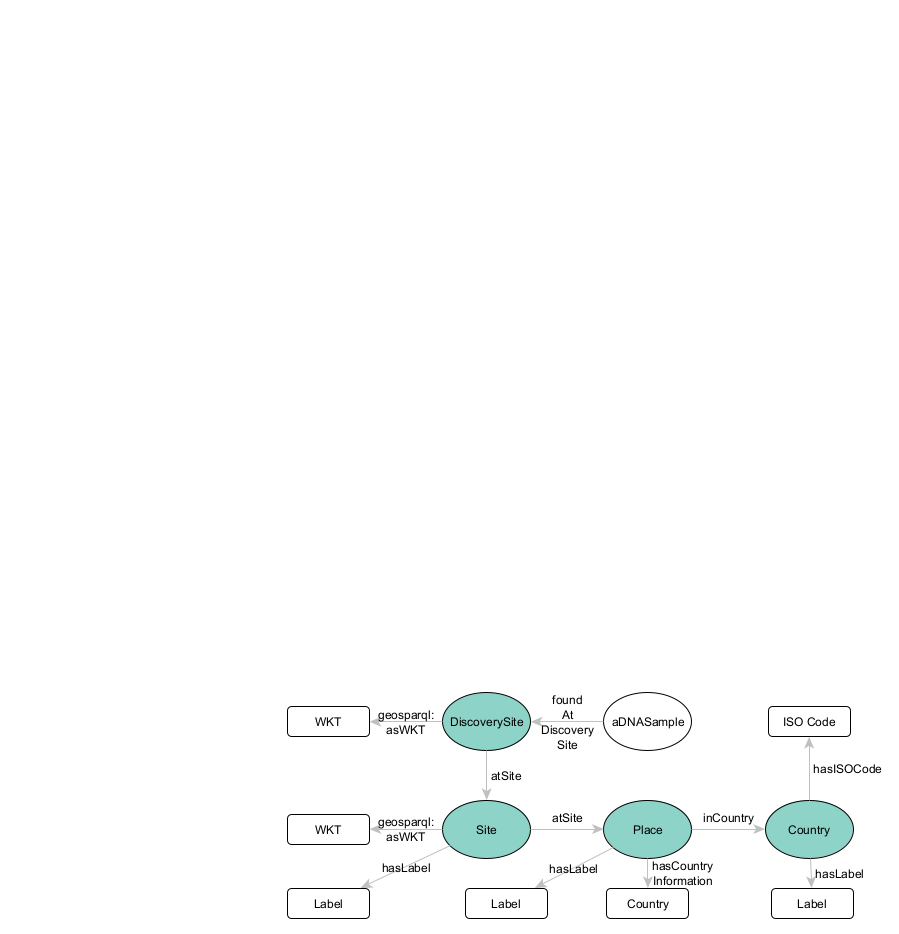 found
At
Discovery
Site
WKT
geosparql:
asWKT
DiscoverySite
aDNASample
ISO Code
atSite
hasISOCode
WKT
geosparql:
asWKT
Site
atSite
Place
inCountry
Country
hasLabel
hasLabel
hasCountry
Information
hasLabel
Label
Label
Country
Label